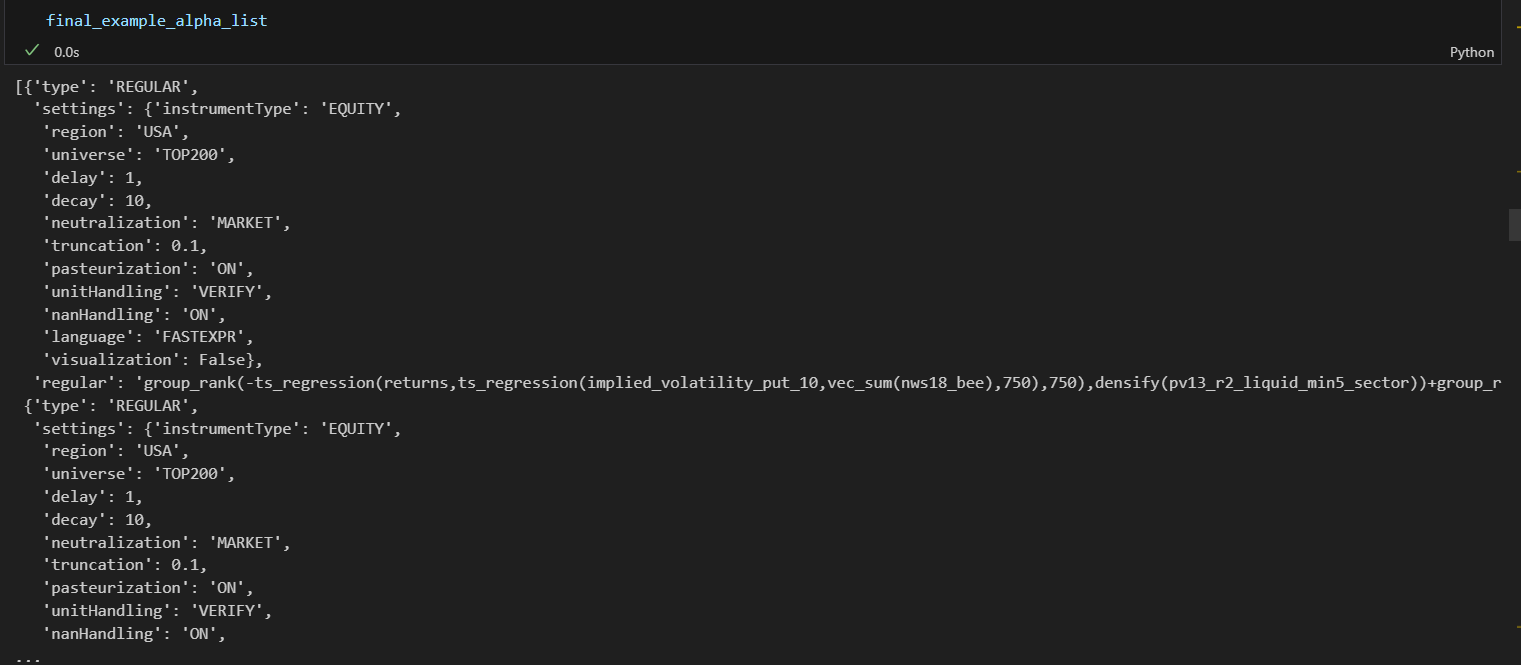 final_example_alpha_list
0.0s
Python
[{'type': 'REGULAR',
'settings': {'instrumentType': 'EQUITY',
'region': 'USA',
'universe': 'TOP200',
'delay': 1,
'decay': 10,
'neutralization': 'MARKET',
'truncation': 0.1,
'pasteurization': 'ON',
'unitHandling': 'VERIFY',
'nanHandling': 'ON',
'language': 'FASTEXPR',
'visualization': False},
'regular': 'group_rank(-ts_regression(returns,ts_regression(implied_volatility_put_10,vec_sum(nws18_bee),750),750),densify(pv13_r2_liquid_min5_sector))+group_r
{'type': 'REGULAR',
'settings': {'instrumentType': 'EQUITY',
'region': 'USA',
'universe': 'TOP200',
'delay': 1,
'decay': 10,
'neutralization': 'MARKET',
'truncation': 0.1,
'pasteurization': 'ON',
'unitHandling': 'VERIFY',
'nanHandling': 'ON',
...